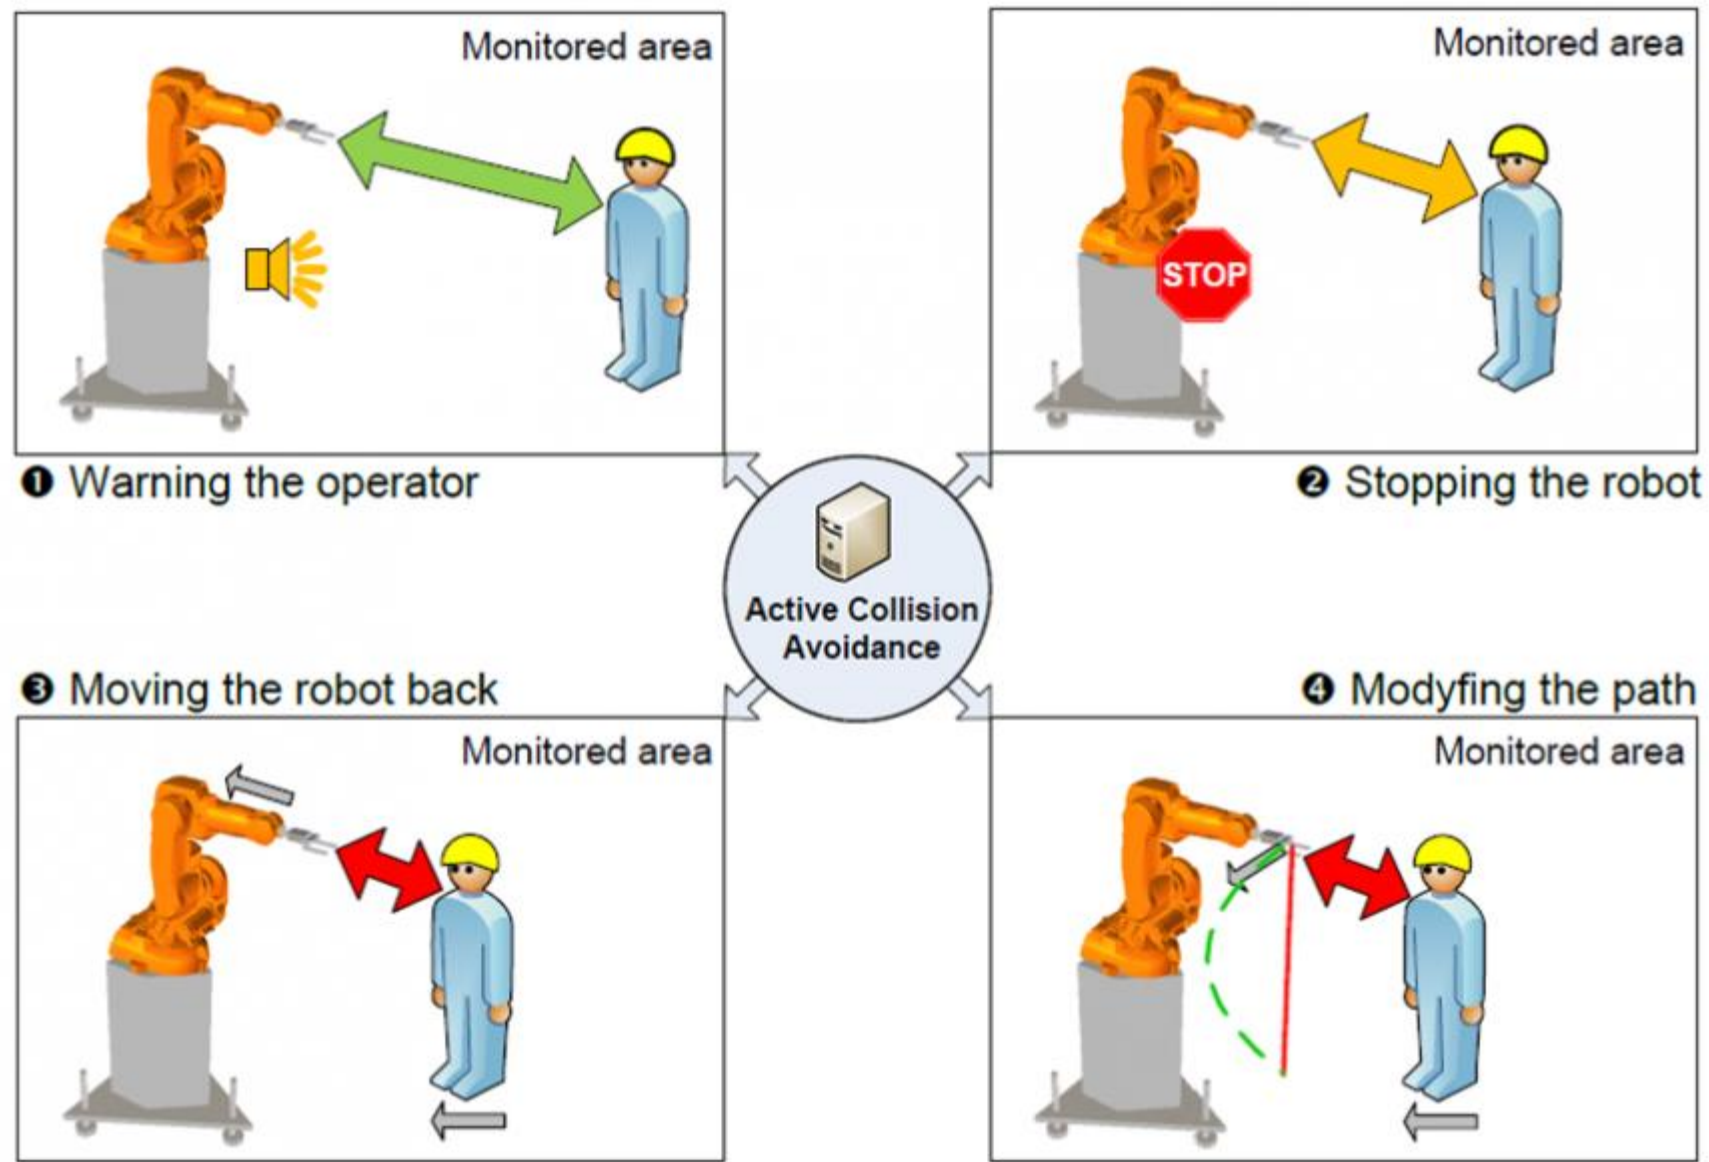 Monitored area
Monitored area
STOP
❶ Warning the operator
❷ Stopping the robot
Active Collision
Avoidance
❸ Moving the robot back
❹ Modyfing the path
Monitored area
Monitored area